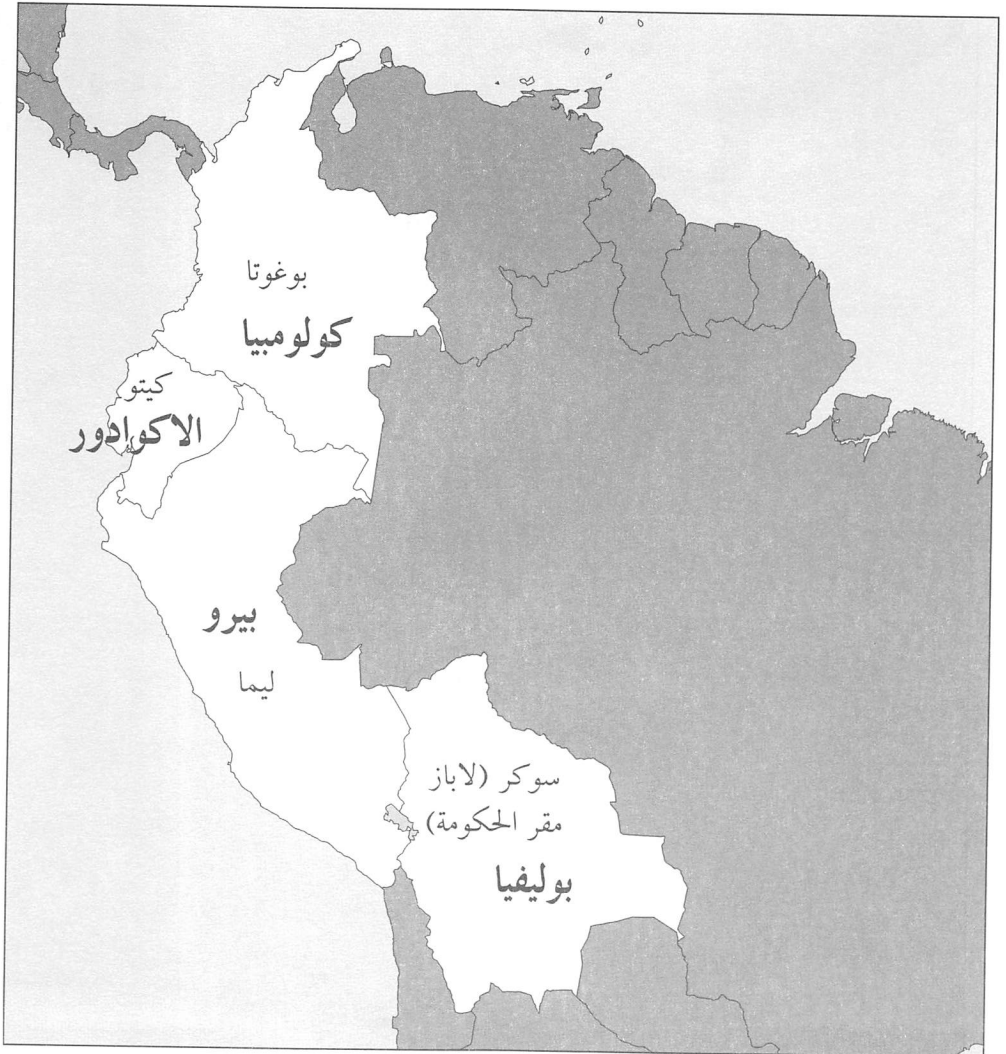 بوغوتا
كولومبيا
كيتو
الاكوادور
بيرو
ليما
سوكر (لاباز
مقر الحكومة)
بوليفيا